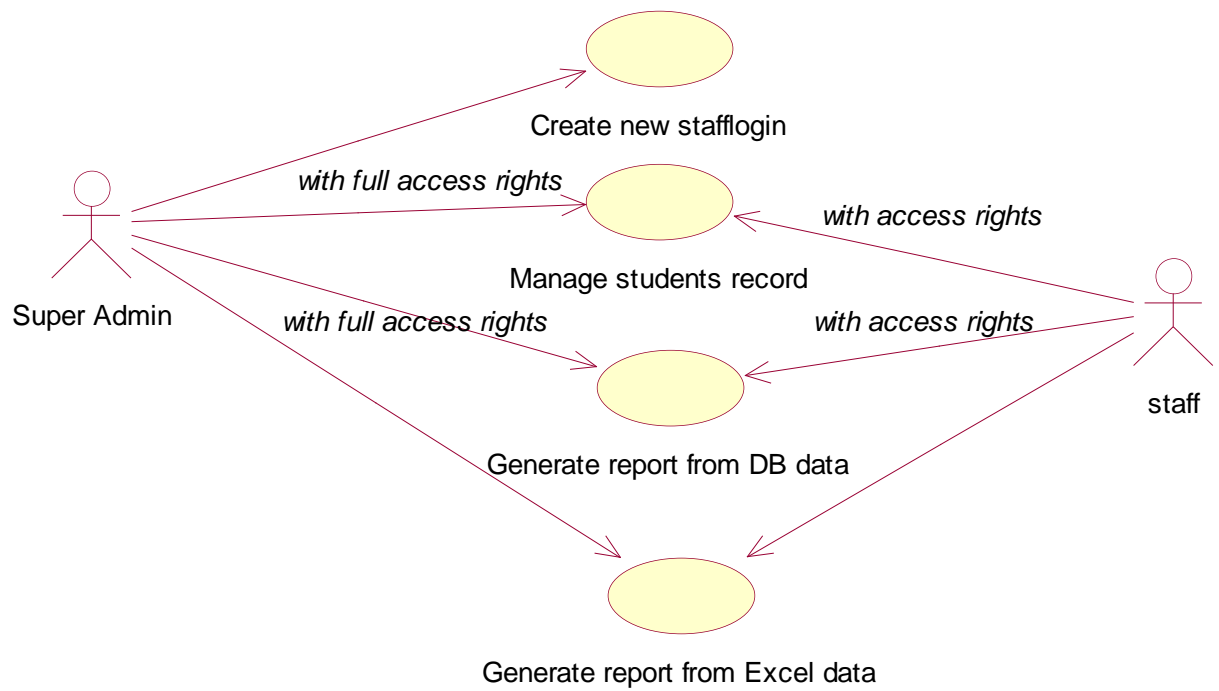 Create new stafflogin
with full access rights
with access rights
Manage students record
Super Admin
with full access rights
with access rights
staff
Generate report from DB data
Generate report from Excel data